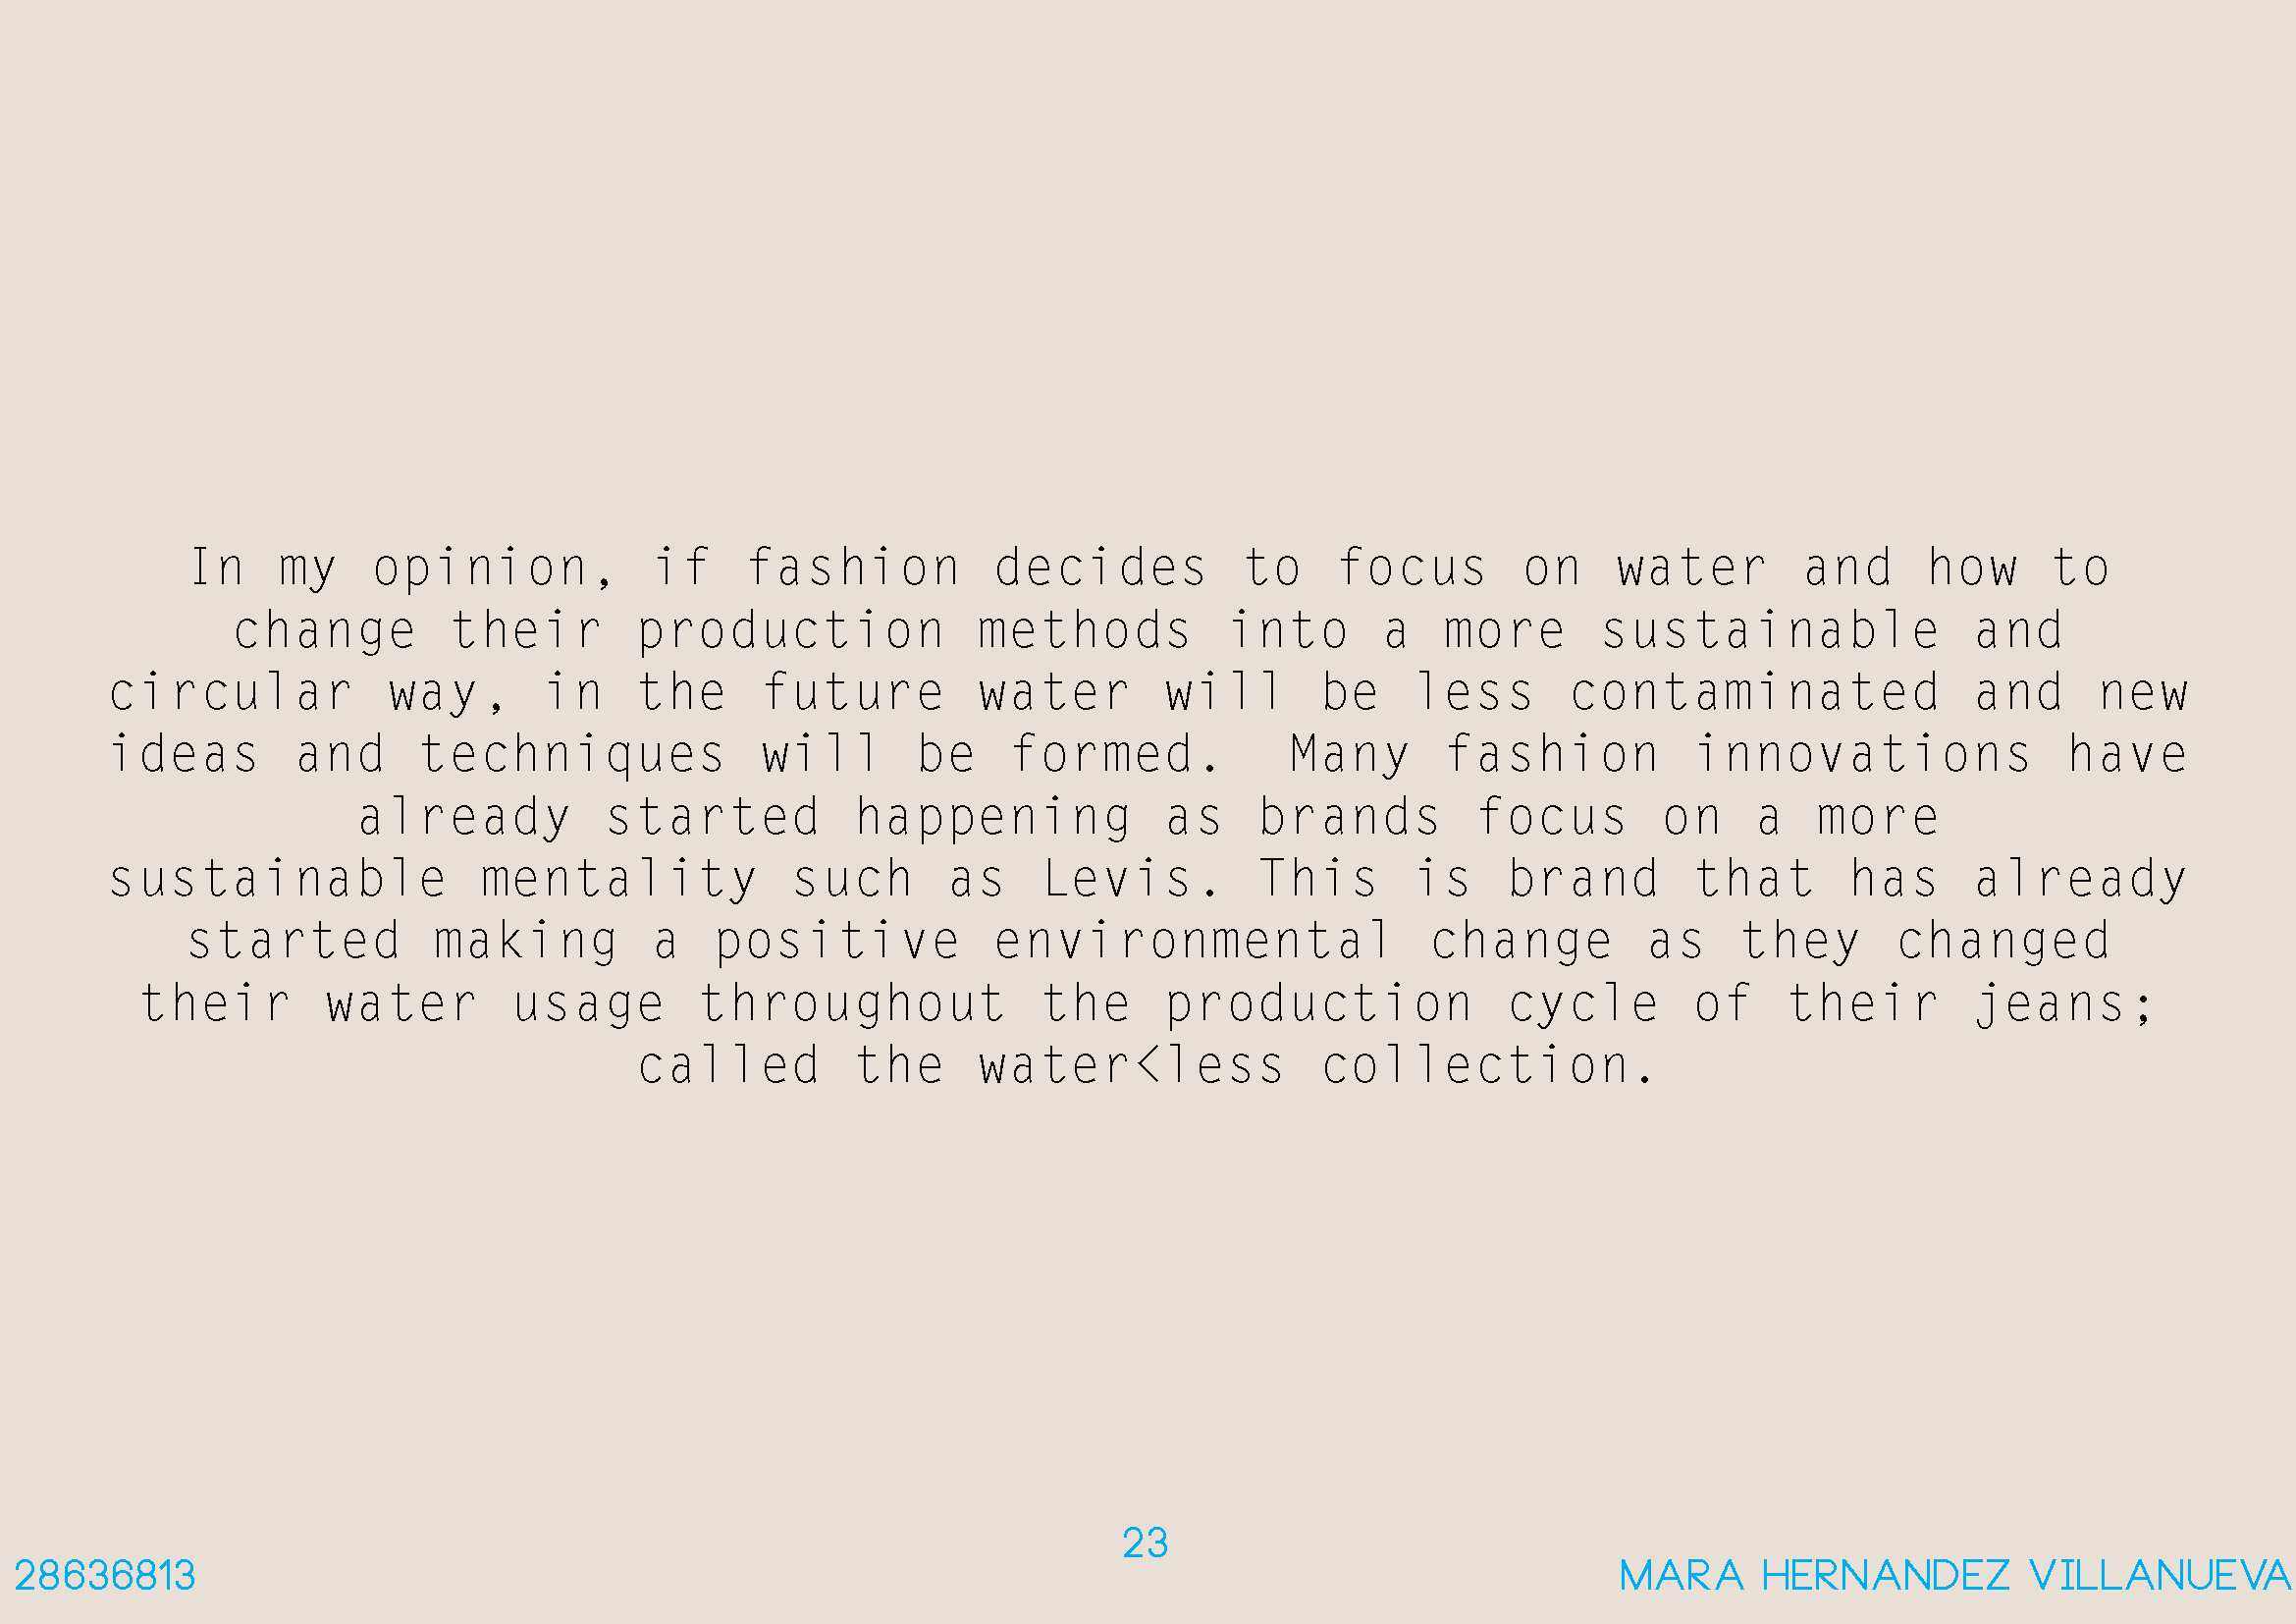 In my opinion, if fashion decides to focus on water and how to
change their production methods into a more sustainable and
circular way, in the future water will be less contaminated and new
ideas and techniques will be formed.  Many fashion innovations have
already started happening as brands focus on a more
sustainable mentality such as Levis. This is brand that has already
started making a positive environmental change as they changed
their water usage throughout the production cycle of their jeans;
called the water<less collection.
23
28636813
MARA HERNANDEZ VILLANUEVA